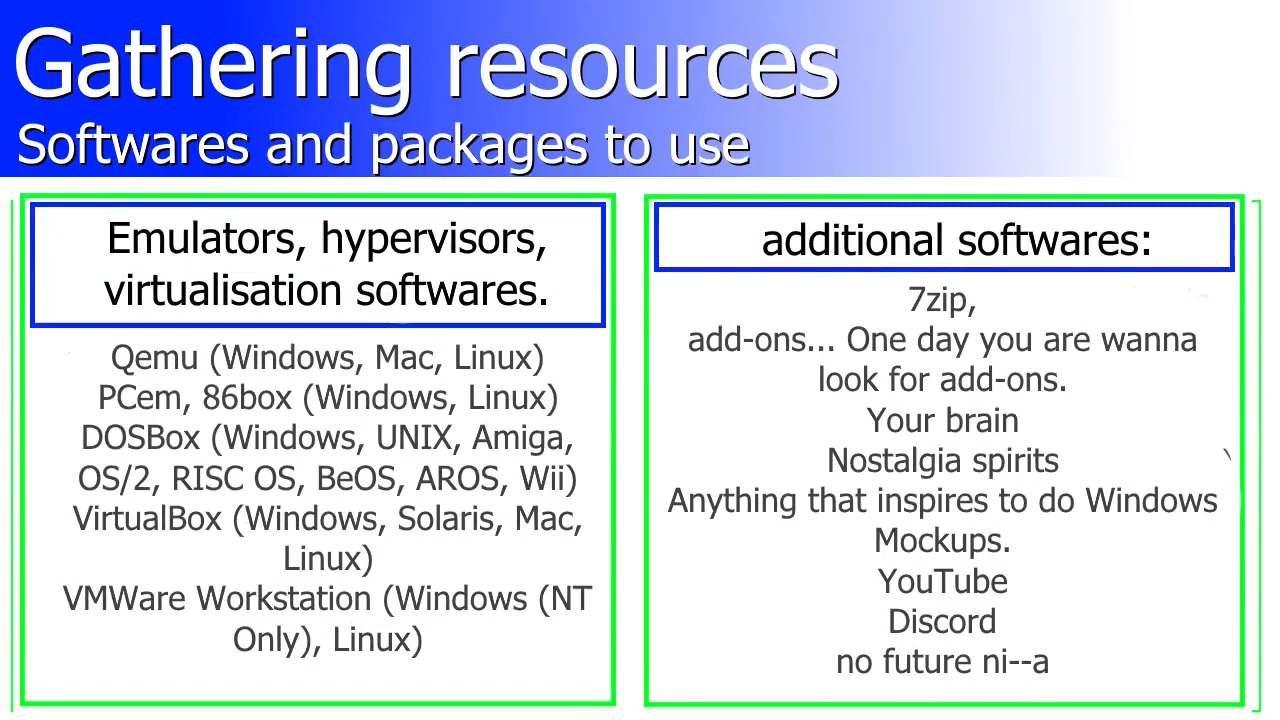 Gathering resources
Softwares and packages to use
Emulators, hypervisors,
virtualisation softwares.
Qemu (Windows, Mac, Linux)
PCem, 86box (Windows, Linux)
DOSBox (Windows, UNIX, Amiga,
OS/2, RISC OS, BeOS, AROS, Wii)
VirtualBox (Windows, Solaris, Mac,
Linux)
VMWare Workstation (Windows (NT
Only), Linux)
additional softwares:
7zip,
add-ons... One day you are wanna
look for add-ons.
Your brain
Nostalgia spirits
Anything that inspires to do Windows
Mockups.
YouTube
Discord
no future ni--a